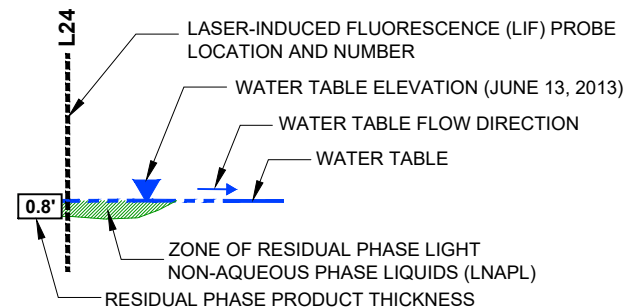 L24
LASER-INDUCED FLUORESCENCE (LIF) PROBE
LOCATION AND NUMBER
WATER TABLE ELEVATION (JUNE 13, 2013)
WATER TABLE FLOW DIRECTION
WATER TABLE
0.8'
ZONE OF RESIDUAL PHASE LIGHT
NON-AQUEOUS PHASE LIQUIDS (LNAPL)
RESIDUAL PHASE PRODUCT THICKNESS